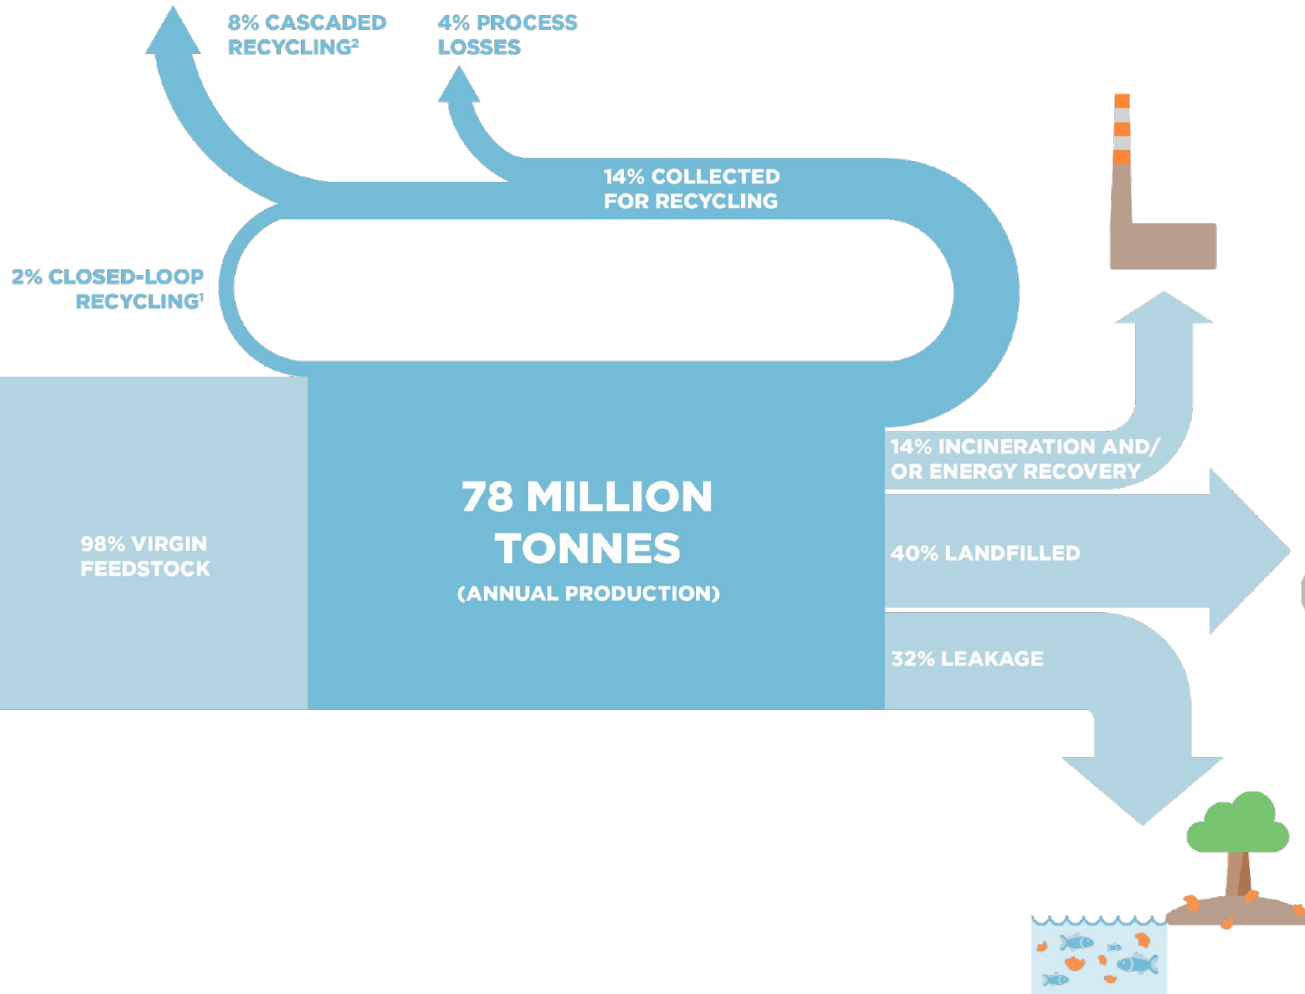 8% CASCADED
RECYCLING²
4% PROCESS
LOSSES
14% COLLECTED
FOR RECYCLING
2% CLOSED-LOOP
RECYCLING¹
98% VIRGIN
FEEDSTOCK
78 MILLION
TONNES
(ANNUAL PRODUCTION)
14% INCINERATION AND/
OR ENERGY RECOVERY
40% LANDFILLED
32% LEAKAGE